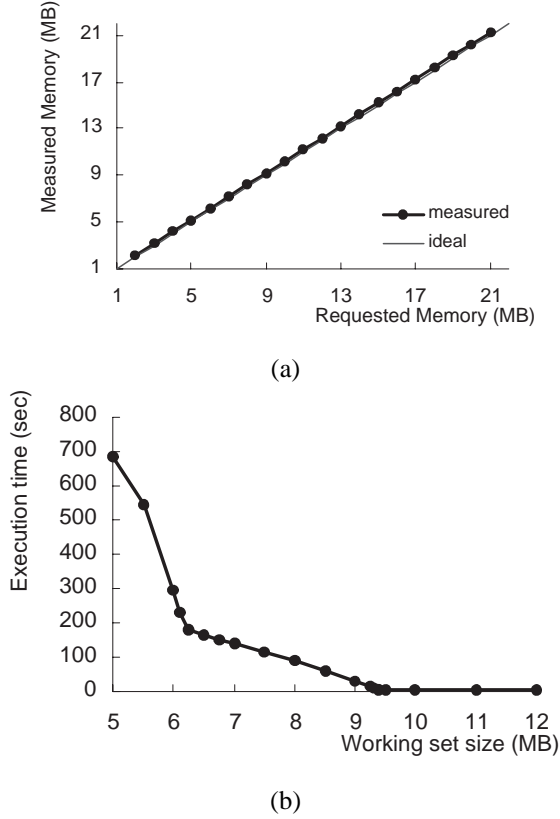 Measured Memory (MB)
21
17
13
9
5
1
measured
ideal
1 5 9 13 17 21
Requested Memory (MB)
(a)
Execution time (sec)
800
700
600
500
400
300
200
100
0
5 6 7 8 9 10 11 12
Working set size (MB)
(b)